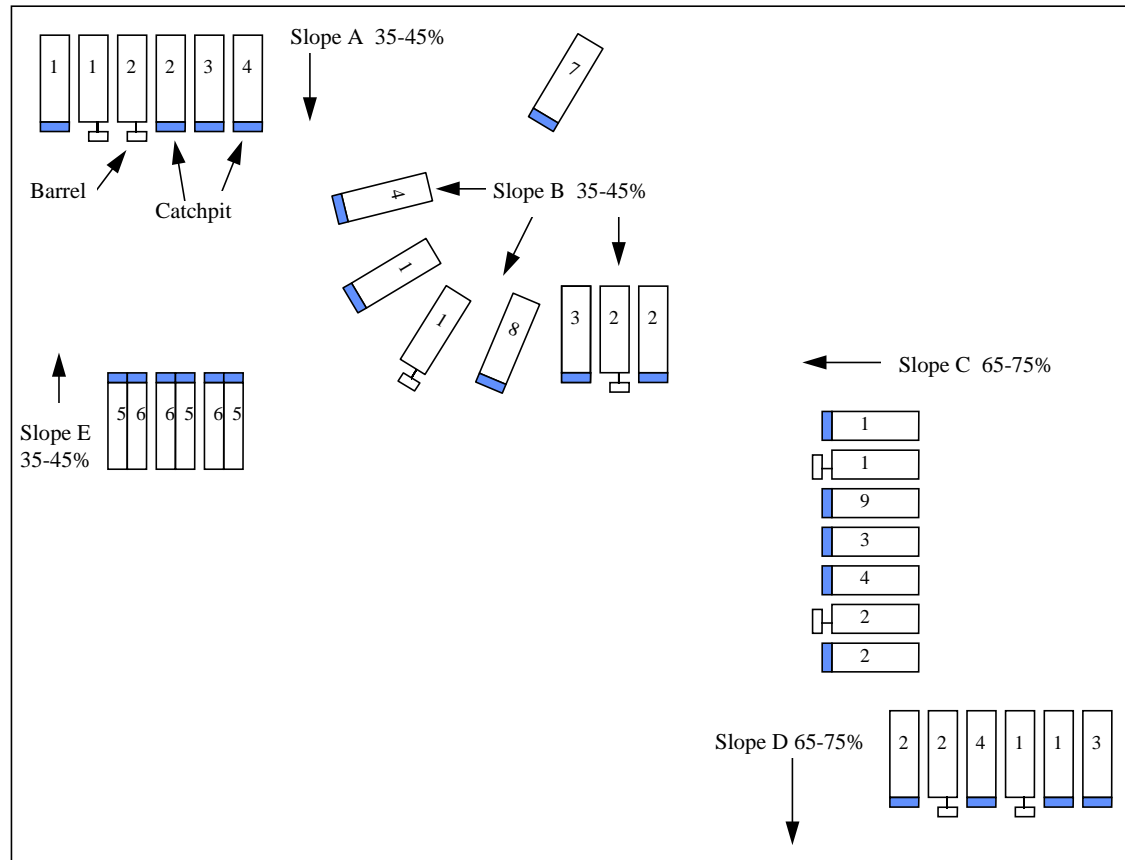 Slope A 35-45%
1 1 2 2 3 4
7
Barrel
Catchpit
4
Slope B 35-45%
1
1
8
3 2 2
Slope C 65-75%
5 6 6 5 6 5
Slope E
35-45%
1
1
9
3
4
2
2
Slope D 65-75%
2 2 4 1 1 3